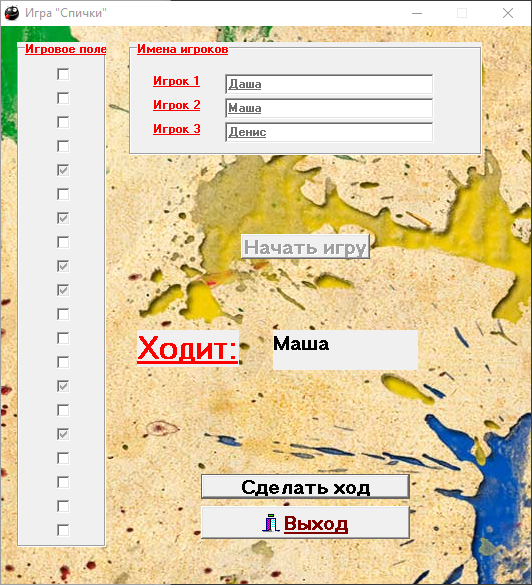 Игра "Спички"
Игровое поле
Имена игроков
Игрок 1
Даша
Игрок 2
Маша
Игрок 3
Денис
Начать игру
Ходит:
Маша
Сделать ход
Выход